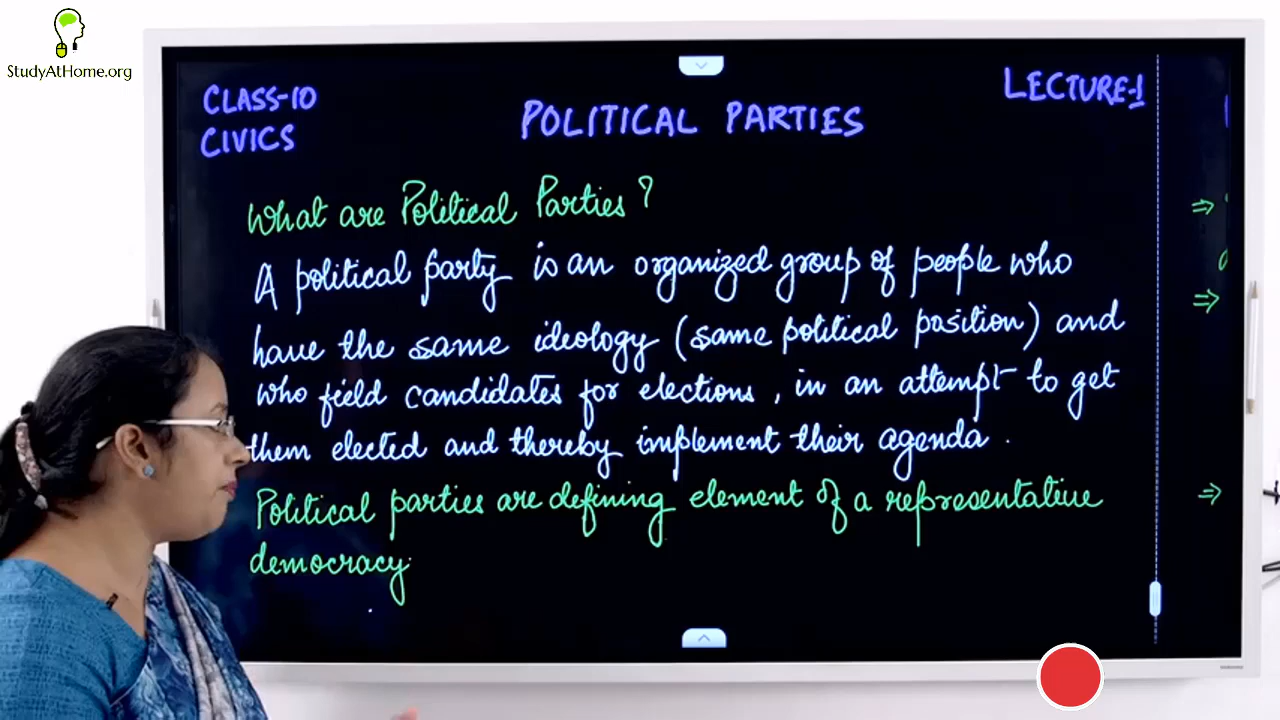 StudyAtHome.org
CLASS-10
CIVICS
POLITICAL PARTIES
LECTURE-1
What are Political Parties?
A political party is an organized group of people who
have the same ideology (same political position) and
who field candidates for elections, in an attempt to get
them elected and thereby implement their agenda.
Political parties are defining element of a representative
democracy.